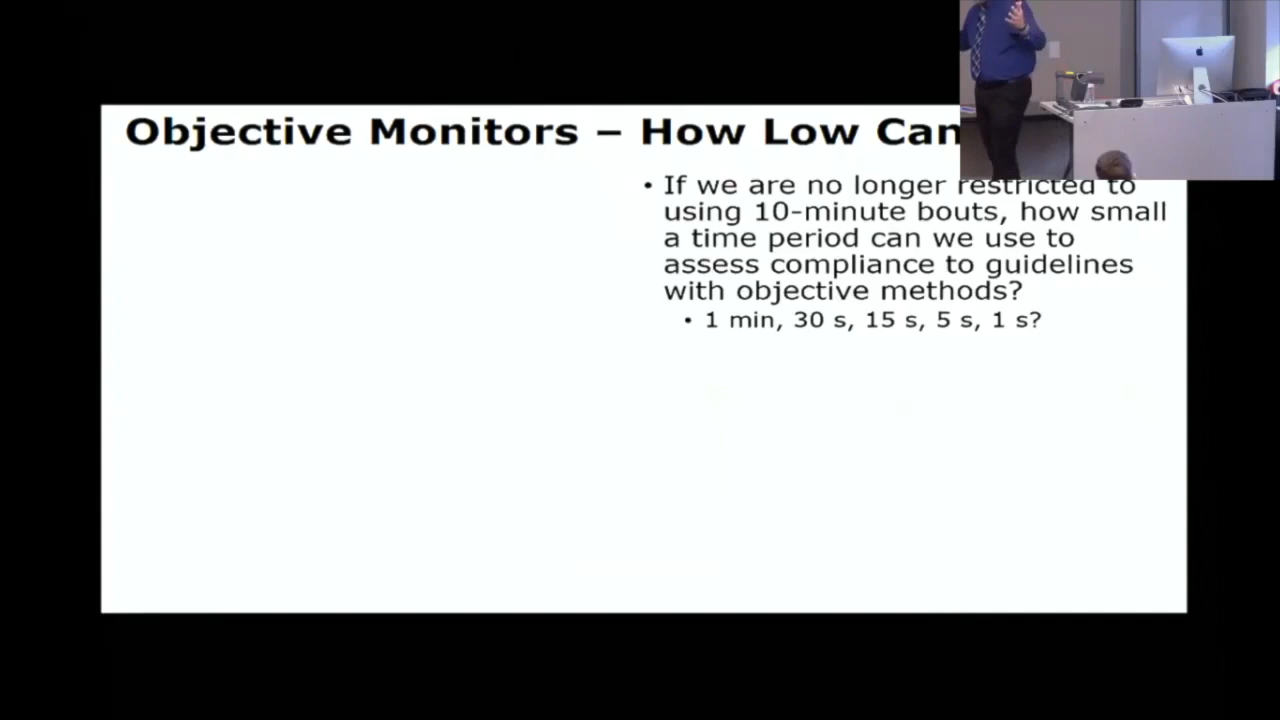 Objective Monitors – How Low Can
• If we are no longer restricted to
using 10-minute bouts, how small
a time period can we use to
assess compliance to guidelines
with objective methods?
• 1 min, 30 s, 15 s, 5 s, 1 s?